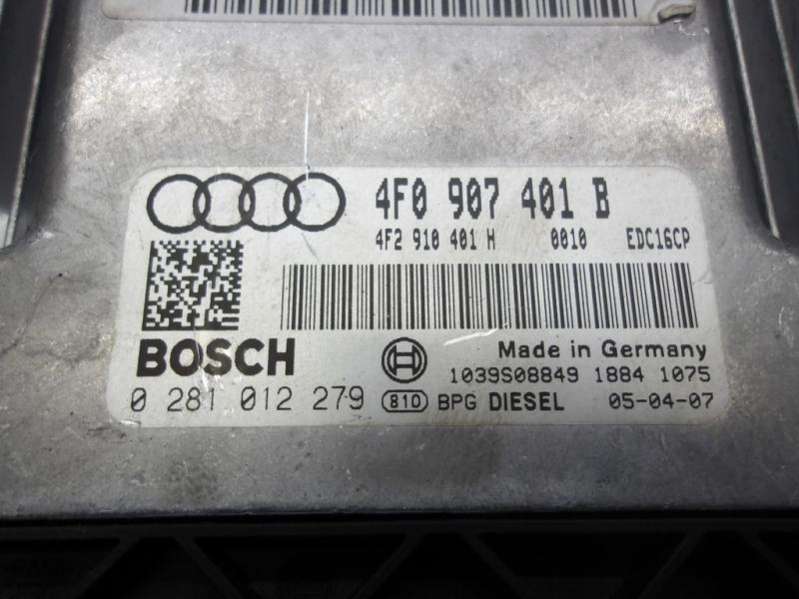 4F0 907 401 B
4F2 910 401 H 0010 EDC16CP
BOSCH
Made in Germany
1039S08849 1884 1075
0 281 012 279 810 BPG DIESEL 05-04-07